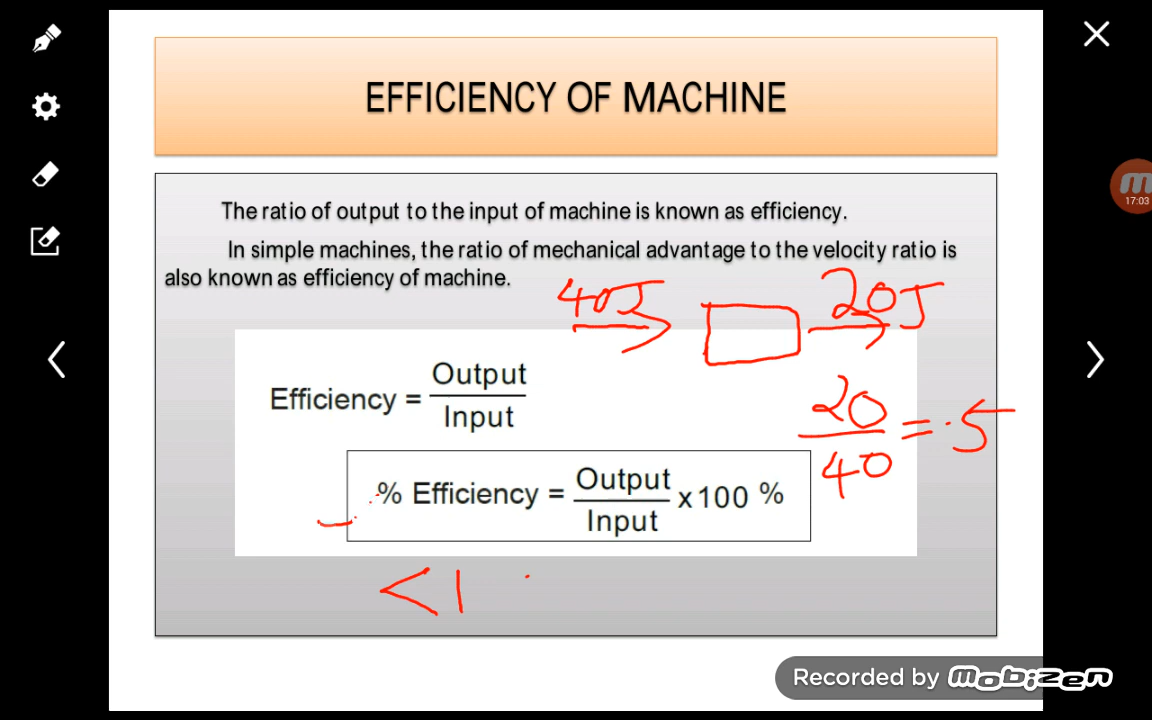 EFFICIENCY OF MACHINE
17:03
The ratio of output to the input of machine is known as efficiency.
In simple machines, the ratio of mechanical advantage to the velocity ratio is
also known as efficiency of machine.
40J
20J
Efficiency = Output
Input
20
40
= .5
% Efficiency = Output
Input
x 100 %
< 1
Recorded by Mobizen